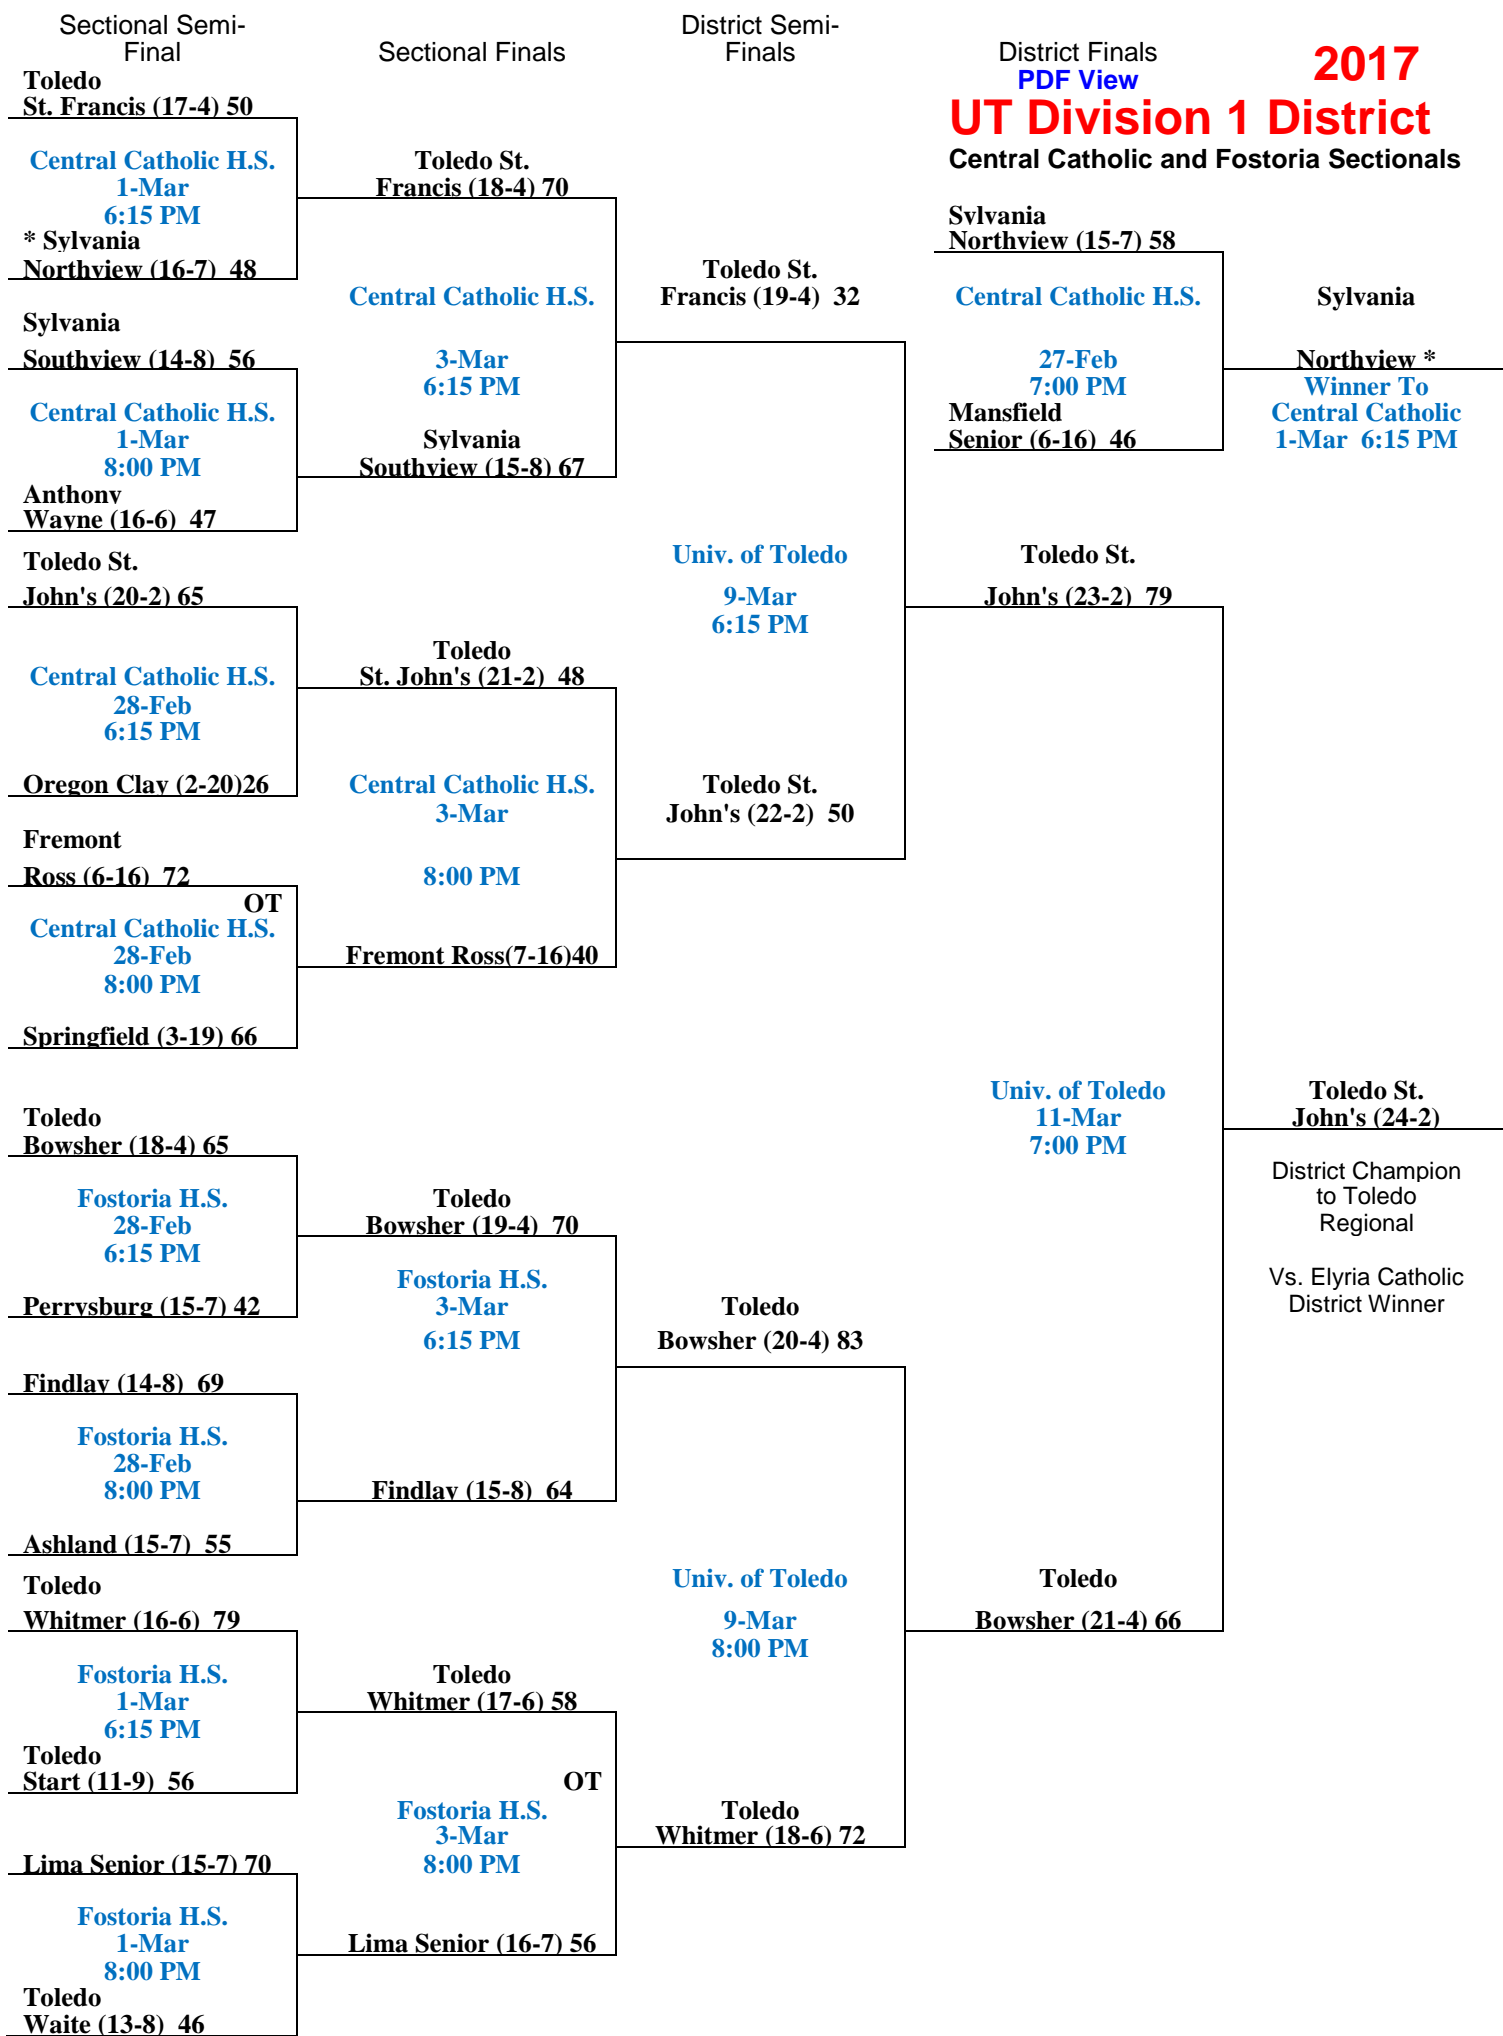 Sectional Semi-
Final
Sectional Finals
District Semi-
Finals
District Finals
PDF View
2017
UT Division 1 District
Central Catholic and Fostoria Sectionals
Toledo
St. Francis (17-4) 50
Central Catholic H.S.
1-Mar
6:15 PM
* Sylvania
Northview (16-7) 48
Sylvania
Southview (14-8) 56
Central Catholic H.S.
1-Mar
8:00 PM
Anthony
Wayne (16-6) 47
Toledo St.
John's (20-2) 65
Central Catholic H.S.
28-Feb
6:15 PM
Oregon Clay (2-20)26
Fremont
Ross (6-16) 72
OT
Central Catholic H.S.
28-Feb
8:00 PM
Springfield (3-19) 66
Toledo
Bowsher (18-4) 65
Fostoria H.S.
28-Feb
6:15 PM
Perrysburg (15-7) 42
Findlay (14-8) 69
Fostoria H.S.
28-Feb
8:00 PM
Ashland (15-7) 55
Toledo
Whitmer (16-6) 79
Fostoria H.S.
1-Mar
6:15 PM
Toledo
Start (11-9) 56
Lima Senior (15-7) 70
Fostoria H.S.
1-Mar
8:00 PM
Toledo
Waite (13-8) 46
Toledo St.
Francis (18-4) 70
Central Catholic H.S.
3-Mar
6:15 PM
Sylvania
Southview (15-8) 67
Toledo
St. John's (21-2) 48
Central Catholic H.S.
3-Mar
8:00 PM
Fremont Ross(7-16)40
Toledo
Bowsher (19-4) 70
Fostoria H.S.
3-Mar
6:15 PM
Findlay (15-8) 64
Toledo
Whitmer (17-6) 58
OT
Fostoria H.S.
3-Mar
8:00 PM
Lima Senior (16-7) 56
Toledo St.
Francis (19-4) 32
Univ. of Toledo
9-Mar
6:15 PM
Toledo St.
John's (22-2) 50
Toledo
Bowsher (20-4) 83
Univ. of Toledo
9-Mar
8:00 PM
Toledo
Whitmer (18-6) 72
Sylvania
Northview (15-7) 58
Central Catholic H.S.
27-Feb
7:00 PM
Mansfield
Senior (6-16) 46
Sylvania
Northview *
Winner To
Central Catholic
1-Mar 6:15 PM
Toledo St.
John's (23-2) 79
Univ. of Toledo
11-Mar
7:00 PM
Toledo
Bowsher (21-4) 66
Toledo St.
John's (24-2)
District Champion
to Toledo
Regional
Vs. Elyria Catholic
District Winner